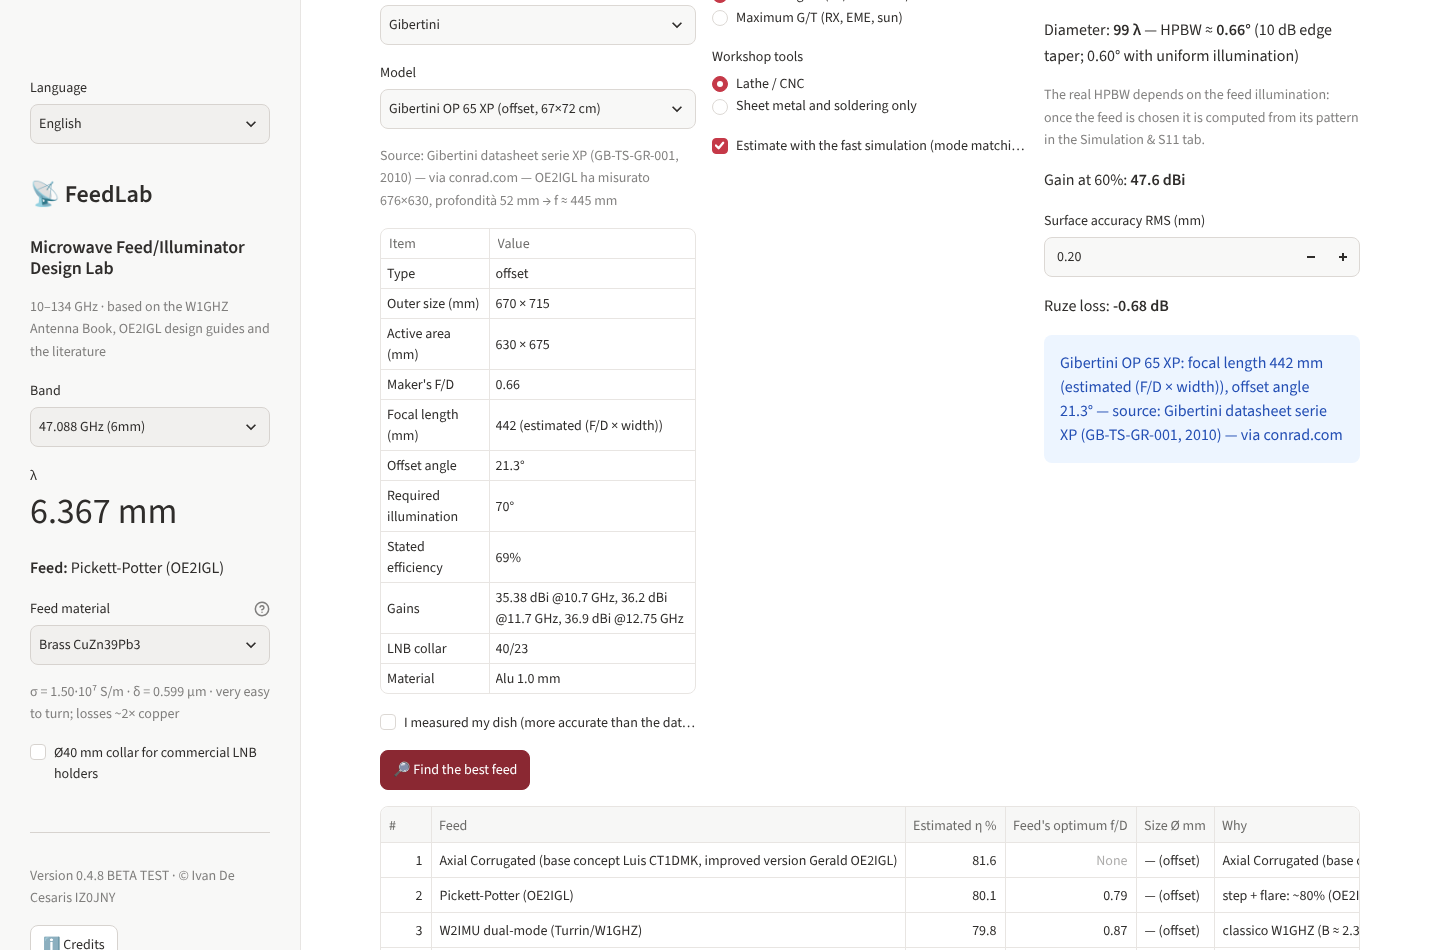 Language
English
📡 FeedLab
Microwave Feed/Illuminator
Design Lab
10–134 GHz · based on the W1GHZ
Antenna Book, OE2IGL design guides and
the literature
Band
47.088 GHz (6mm)
λ
6.367 mm
Feed: Pickett-Potter (OE2IGL)
Feed material
Brass CuZn39Pb3
σ = 1.50·10⁷ S/m · δ = 0.599 µm · very easy
to turn; losses ~2× copper
Ø40 mm collar for commercial LNB
holders
Version 0.4.8 BETA TEST · © Ivan De
Cesaris IZ0JNY
ℹ️ Credits
Gibertini
Model
Gibertini OP 65 XP (offset, 67×72 cm)
Source: Gibertini datasheet serie XP (GB-TS-GR-001,
2010) — via conrad.com — OE2IGL ha misurato
676×630, profondità 52 mm → f ≈ 445 mm
Item Value
Type offset
Outer size (mm) 670 × 715
Active area
(mm) 630 × 675
Maker's F/D 0.66
Focal length
(mm) 442 (estimated (F/D × width))
Offset angle 21.3°
Required
illumination 70°
Stated
efficiency 69%
Gains 35.38 dBi @10.7 GHz, 36.2 dBi
@11.7 GHz, 36.9 dBi @12.75 GHz
LNB collar 40/23
Material Alu 1.0 mm
I measured my dish (more accurate than the dat…
🔎 Find the best feed
Maximum G/T (RX, EME, sun)
Workshop tools
Lathe / CNC
Sheet metal and soldering only
Estimate with the fast simulation (mode matchi…
Diameter: 99 λ — HPBW ≈ 0.66° (10 dB edge
taper; 0.60° with uniform illumination)
The real HPBW depends on the feed illumination:
once the feed is chosen it is computed from its pattern
in the Simulation & S11 tab.
Gain at 60%: 47.6 dBi
Surface accuracy RMS (mm)
0.20
Ruze loss: -0.68 dB
Gibertini OP 65 XP: focal length 442 mm
(estimated (F/D × width)), offset angle
21.3° — source: Gibertini datasheet serie
XP (GB-TS-GR-001, 2010) — via conrad.com
# Feed Estimated η % Feed's optimum f/D Size Ø mm Why
1 Axial Corrugated (base concept Luis CT1DMK, improved version Gerald OE2IGL) 81.6 None — (offset) Axial Corrugated (base
2 Pickett-Potter (OE2IGL) 80.1 0.79 — (offset) step + flare: ~80% (OE2I
3 W2IMU dual-mode (Turrin/W1GHZ) 79.8 0.87 — (offset) classico W1GHZ (B ≈ 2.3